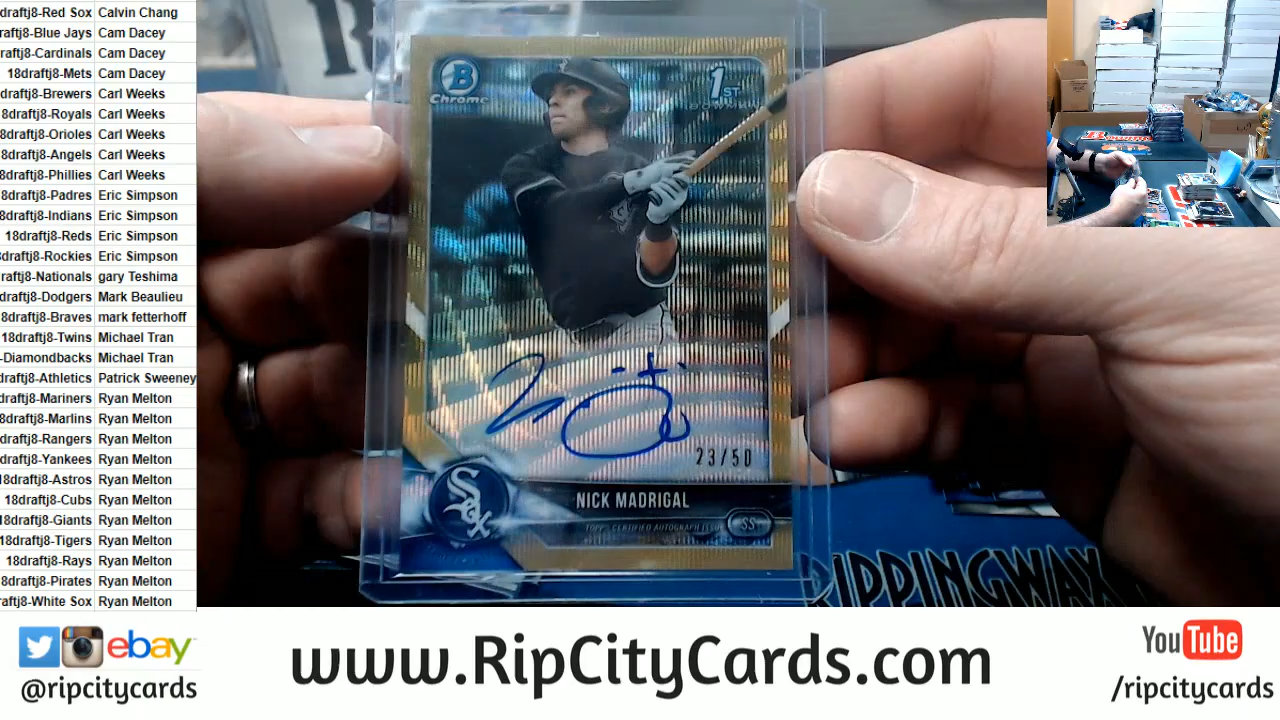 draftj8-Red Sox Calvin Chang
raftj8-Blue Jays Cam Dacey
draftj8-Cardinals Cam Dacey
18draftj8-Mets Cam Dacey
draftj8-Brewers Carl Weeks
8draftj8-Royals Carl Weeks
8draftj8-Orioles Carl Weeks
8draftj8-Angels Carl Weeks
8draftj8-Phillies Carl Weeks
8draftj8-Padres Eric Simpson
8draftj8-Indians Eric Simpson
18draftj8-Reds Eric Simpson
8draftj8-Rockies Eric Simpson
raftj8-Nationals gary Teshima
draftj8-Dodgers Mark Beaulieu
8draftj8-Braves mark fetterhoff
18draftj8-Twins Michael Tran
-Diamondbacks Michael Tran
draftj8-Athletics Patrick Sweeney
draftj8-Mariners Ryan Melton
8draftj8-Marlins Ryan Melton
draftj8-Rangers Ryan Melton
draftj8-Yankees Ryan Melton
18draftj8-Astros Ryan Melton
18draftj8-Cubs Ryan Melton
18draftj8-Giants Ryan Melton
18draftj8-Tigers Ryan Melton
18draftj8-Rays Ryan Melton
8draftj8-Pirates Ryan Melton
raftj8-White Sox Ryan Melton
B
Chrome
1ST
BOWMAN
23/50
Sox
NICK MADRIGAL
TOPPS CERTIFIED AUTOGRAPH ISSUE
SS
RIPPINGWAX
ebay
@ripcitycards
www.RipCityCards.com
YouTube
/ripcitycards